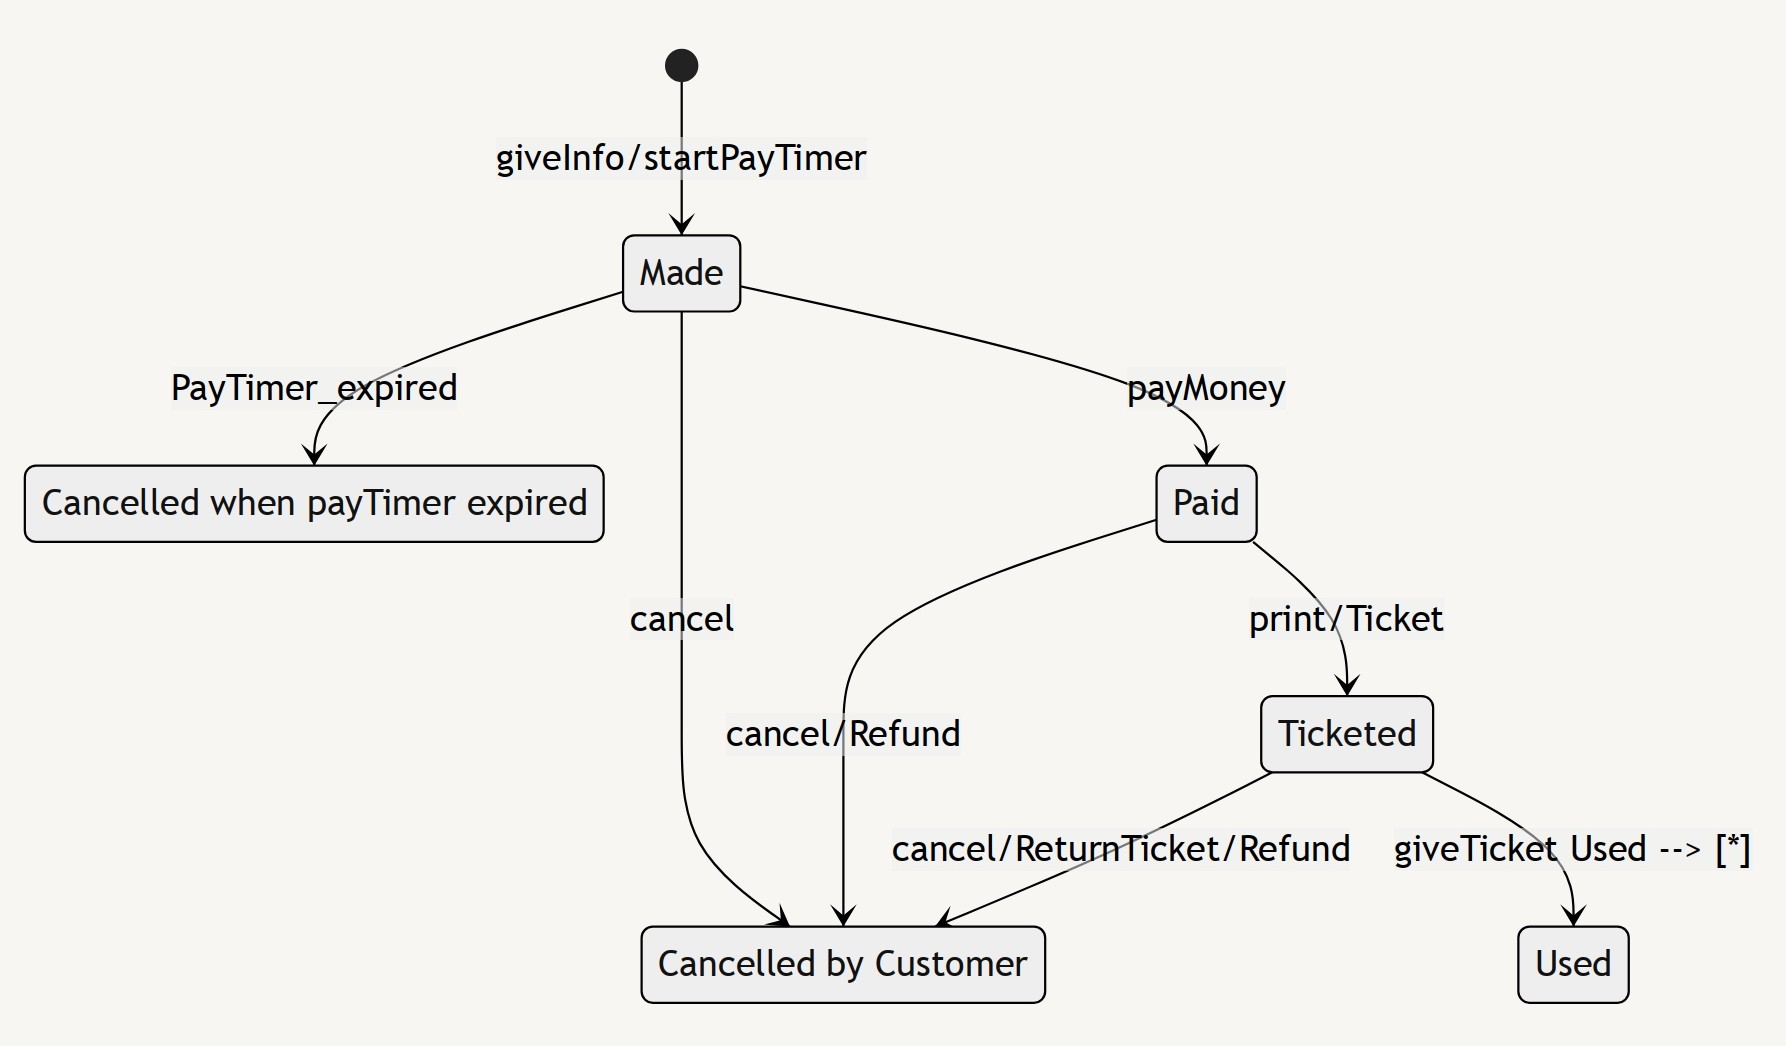 giveInfo/startPayTimer
Made
PayTimer_expired
payMoney
Cancelled when payTimer expired
Paid
cancel
print/Ticket
cancel/Refund
Ticketed
cancel/ReturnTicket/Refund
giveTicket Used --> [*]
Cancelled by Customer
Used